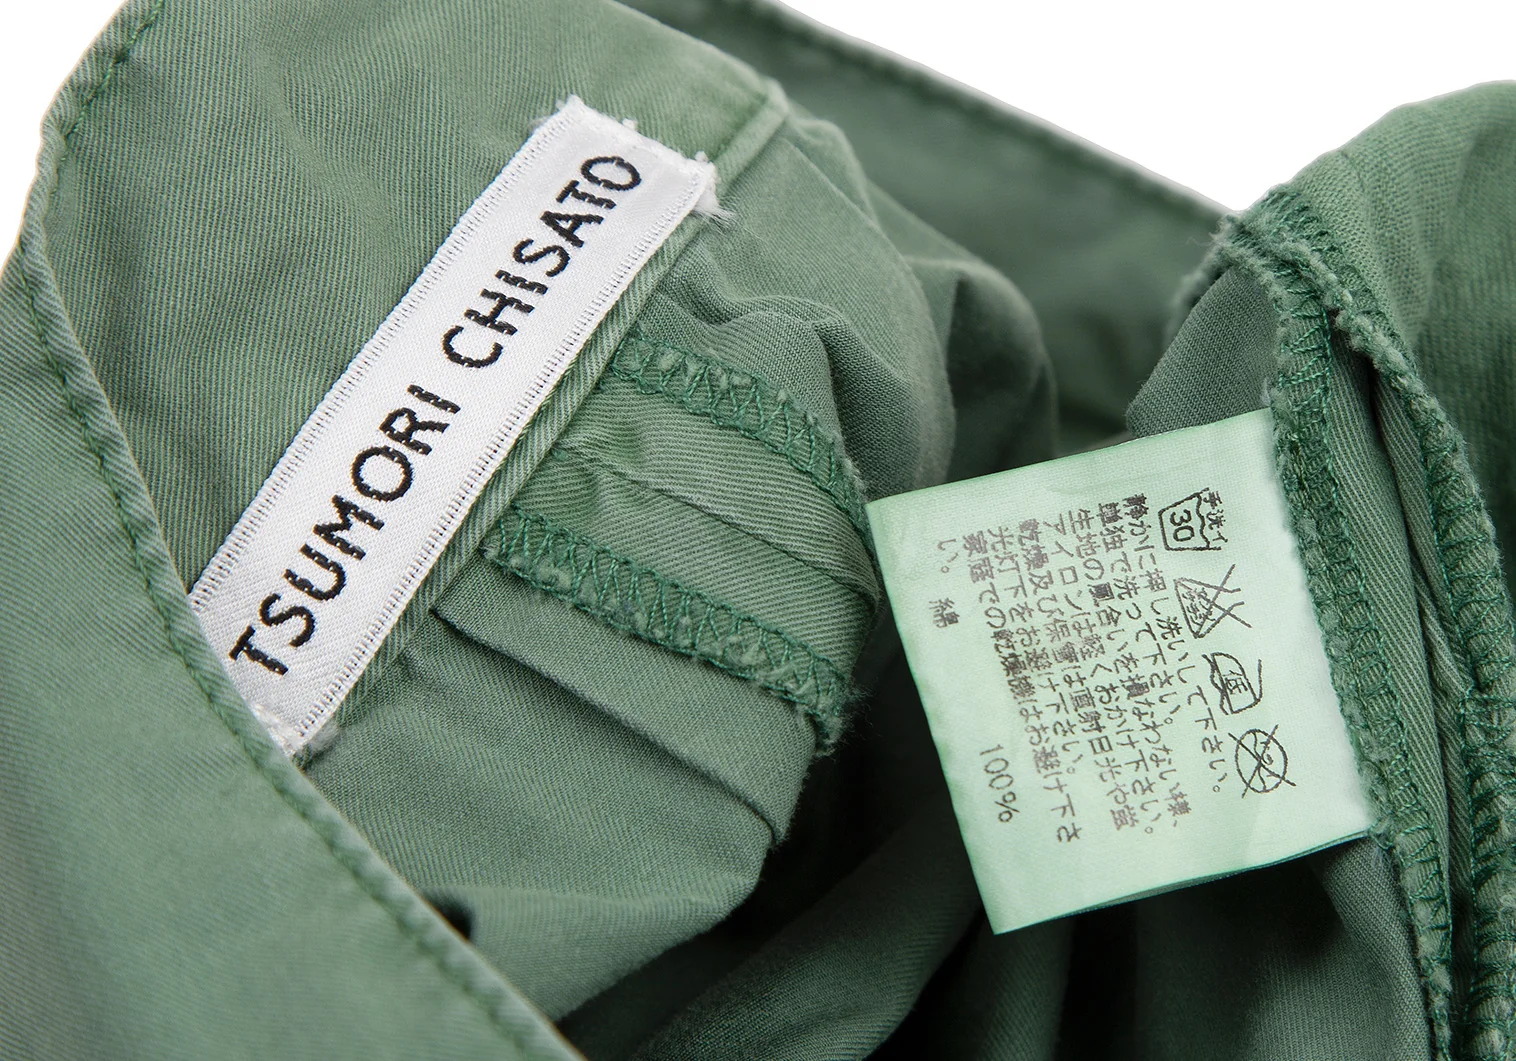 TSUMORI CHISATO
手洗イ
30
低
静かに押し洗いして下さい。
単独で洗って下さい。
生地の風合いを損なわない様、
アイロンは軽くおかけ下さい。
乾燥及び保管は直射日光や蛍
光灯下をお避け下さい。
家庭での乾燥機はお避け下さ
い。
綿 100%